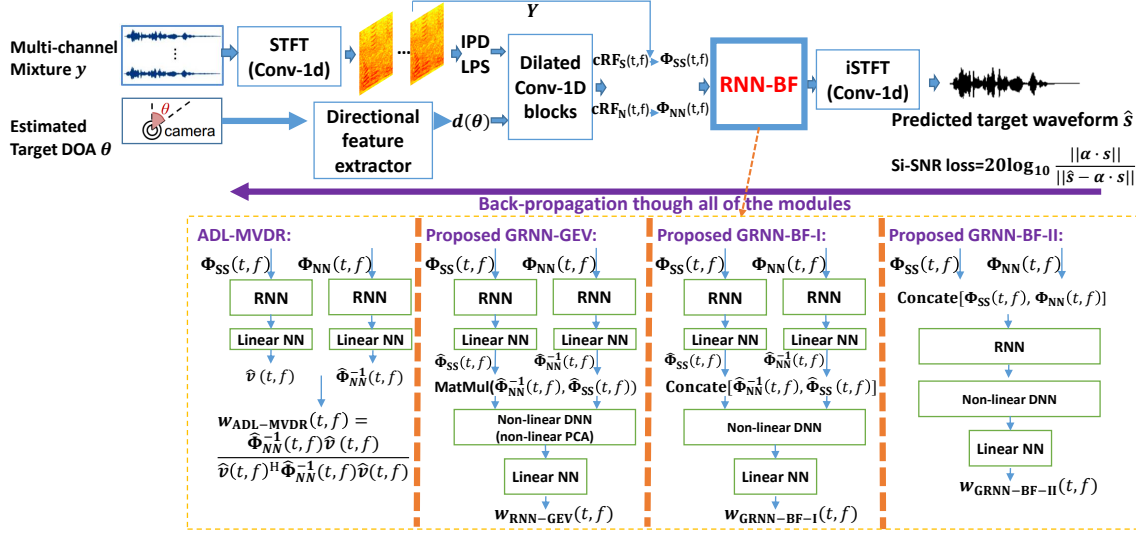 Multi-channel
Mixture y
STFT
(Conv-1d)
...
IPD
LPS
Y
Dilated
Conv-1D
blocks
cRF_S(t,f)
Φ_SS(t,f)
cRF_N(t,f)
Φ_NN(t,f)
RNN-BF
iSTFT
(Conv-1d)
Estimated
Target DOA θ
θ
camera
Directional
feature
extractor
d(θ)
Predicted target waveform ŝ
Si-SNR loss=20log_10 ||α · s|| / ||ŝ − α · s||
Back-propagation though all of the modules
ADL-MVDR:
Φ_SS(t, f) Φ_NN(t, f)
RNN RNN
Linear NN Linear NN
v̂(t, f) Φ̂_NN^{-1}(t, f)
w_ADL−MVDR(t, f) =
Φ̂_NN^{-1}(t, f)v̂(t, f)
v̂(t, f)^H Φ̂_NN^{-1}(t, f)v̂(t, f)
Proposed GRNN-GEV:
Φ_SS(t, f) Φ_NN(t, f)
RNN RNN
Linear NN Linear NN
Φ̂_SS(t, f) Φ̂_NN^{-1}(t, f)
MatMul(Φ̂_NN^{-1}(t, f), Φ̂_SS(t, f))
Non-linear DNN
(non-linear PCA)
Linear NN
w_RNN−GEV(t, f)
Proposed GRNN-BF-I:
Φ_SS(t, f) Φ_NN(t, f)
RNN RNN
Linear NN Linear NN
Φ̂_SS(t, f) Φ̂_NN^{-1}(t, f)
Concate[Φ̂_NN^{-1}(t, f), Φ̂_SS(t, f)]
Non-linear DNN
Linear NN
w_GRNN−BF−I(t, f)
Proposed GRNN-BF-II:
Φ_SS(t, f) Φ_NN(t, f)
Concate[Φ_SS(t, f), Φ_NN(t, f)]
RNN
Non-linear DNN
Linear NN
w_GRNN−BF−II(t, f)